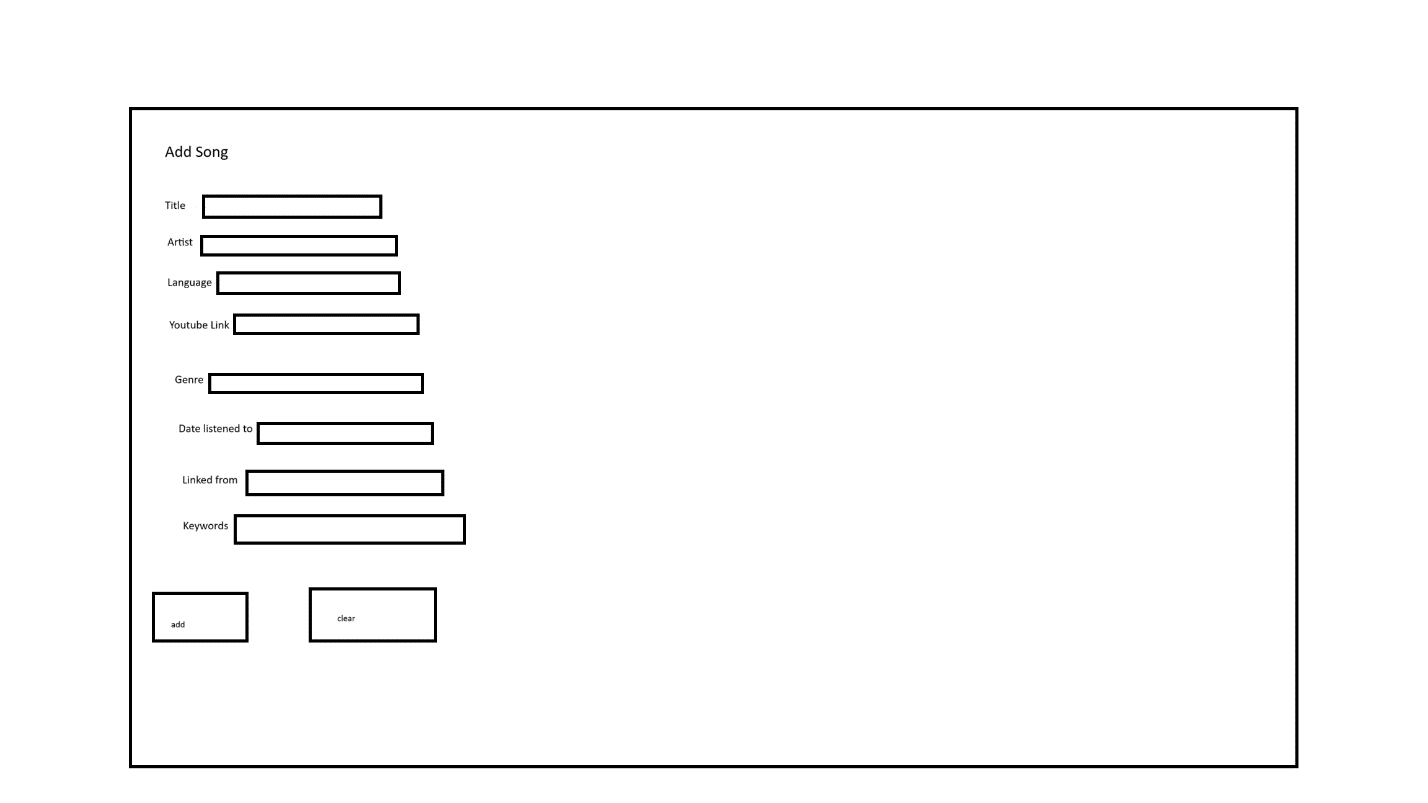 Add Song
Title
Artist
Language
Youtube Link
Genre
Date listened to
Linked from
Keywords
add
clear